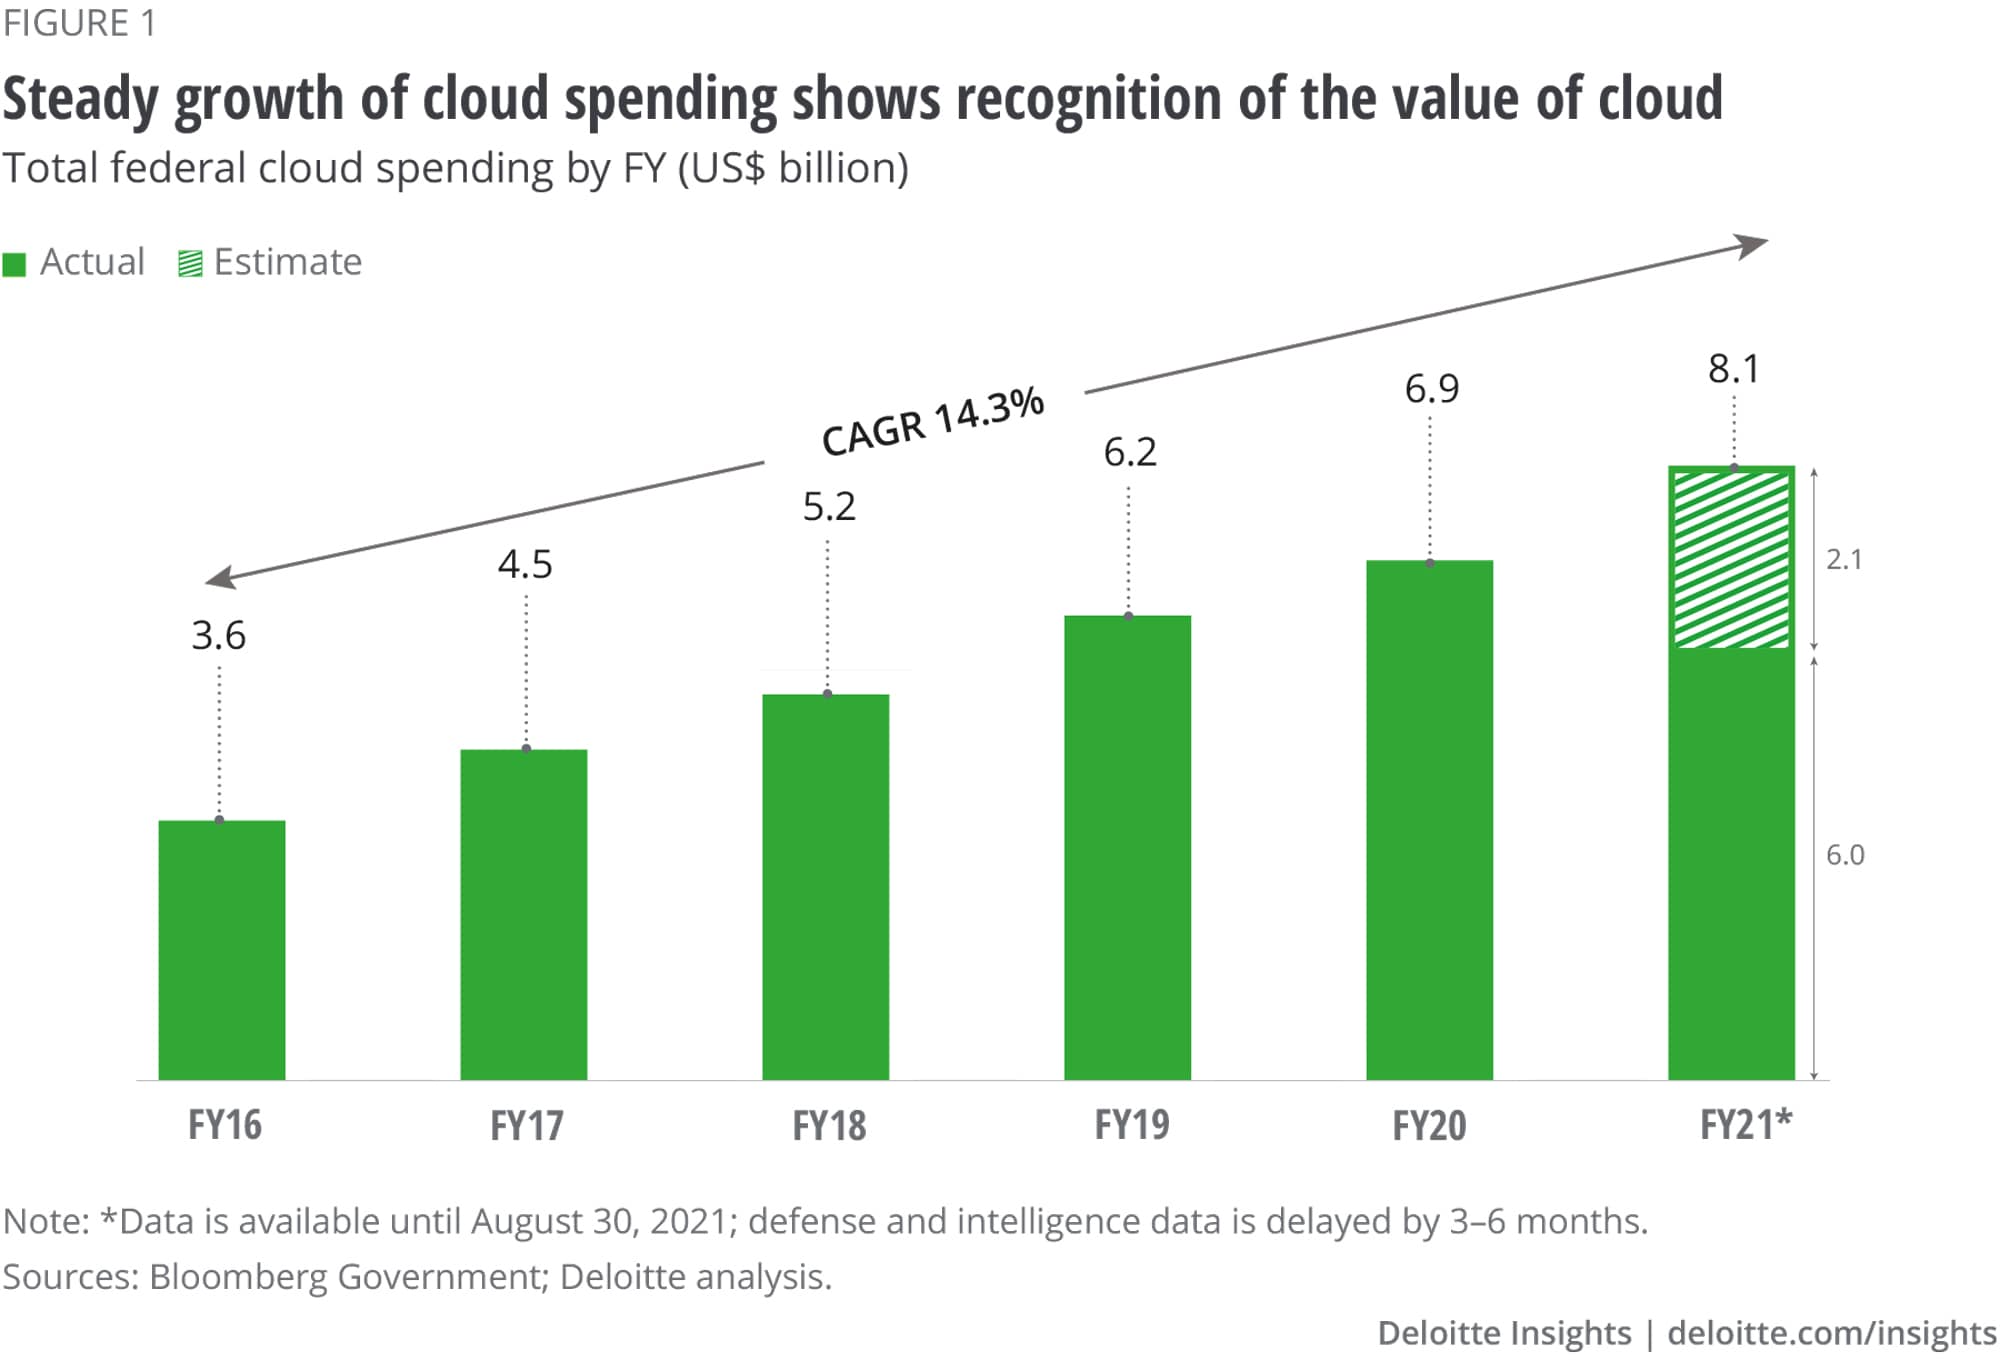 FIGURE 1
Steady growth of cloud spending shows recognition of the value of cloud
Total federal cloud spending by FY (US$ billion)
Actual Estimate
CAGR 14.3%
3.6
4.5
5.2
6.2
6.9
8.1
2.1
6.0
FY16 FY17 FY18 FY19 FY20 FY21*
Note: *Data is available until August 30, 2021; defense and intelligence data is delayed by 3–6 months.
Sources: Bloomberg Government; Deloitte analysis.
Deloitte Insights | deloitte.com/insights